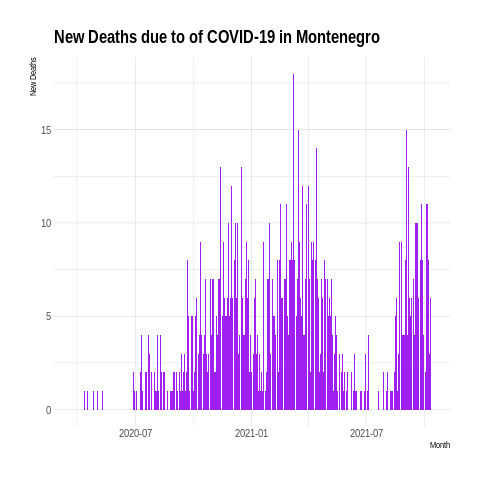 New Deaths due to of COVID-19 in Montenegro
New Deaths
15
10
5
0
2020-07
2021-01
2021-07
Month